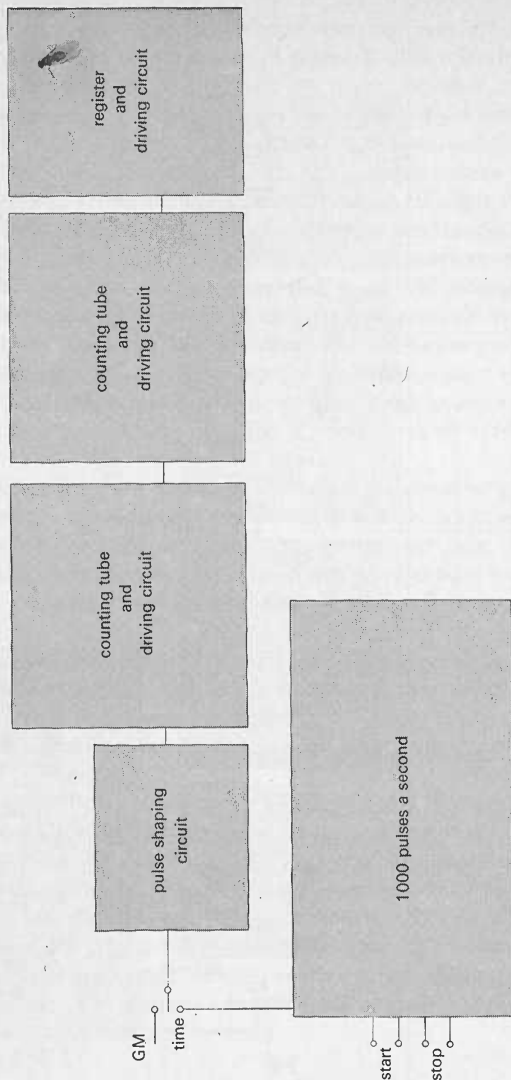 GM
time
pulse shaping
circuit
counting tube
and
driving circuit
counting tube
and
driving circuit
register
and
driving circuit
start
stop
1000 pulses a second